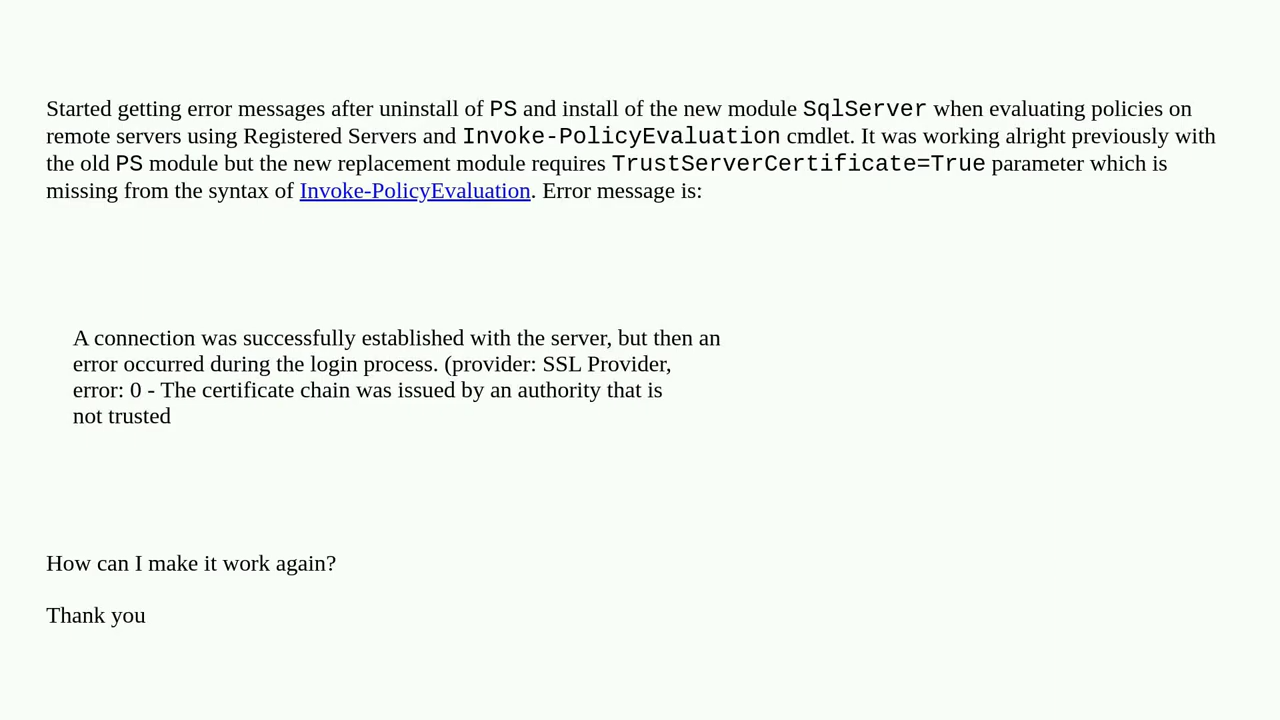 Started getting error messages after uninstall of PS and install of the new module SqlServer when evaluating policies on
remote servers using Registered Servers and Invoke-PolicyEvaluation cmdlet. It was working alright previously with
the old PS module but the new replacement module requires TrustServerCertificate=True parameter which is
missing from the syntax of Invoke-PolicyEvaluation. Error message is:
A connection was successfully established with the server, but then an
error occurred during the login process. (provider: SSL Provider,
error: 0 - The certificate chain was issued by an authority that is
not trusted
How can I make it work again?
Thank you